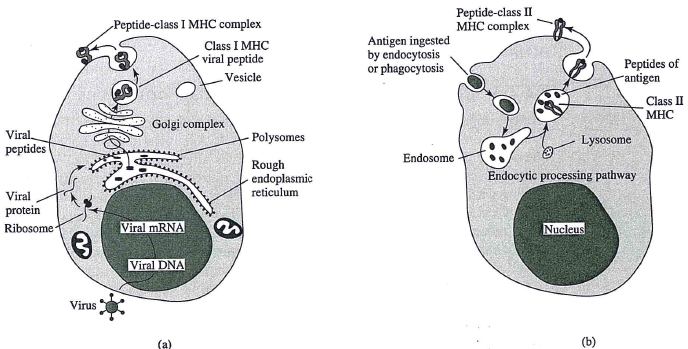 Peptide-class I MHC complex
Class I MHC
viral peptide
Vesicle
Golgi complex
Viral
peptides
Polysomes
Rough
endoplasmic
reticulum
Viral
protein
Ribosome
Viral mRNA
Viral DNA
Virus
(a)
Peptide-class II
MHC complex
Antigen ingested
by endocytosis
or phagocytosis
Peptides of
antigen
Class II
MHC
Lysosome
Endosome
Endocytic processing pathway
Nucleus
(b)